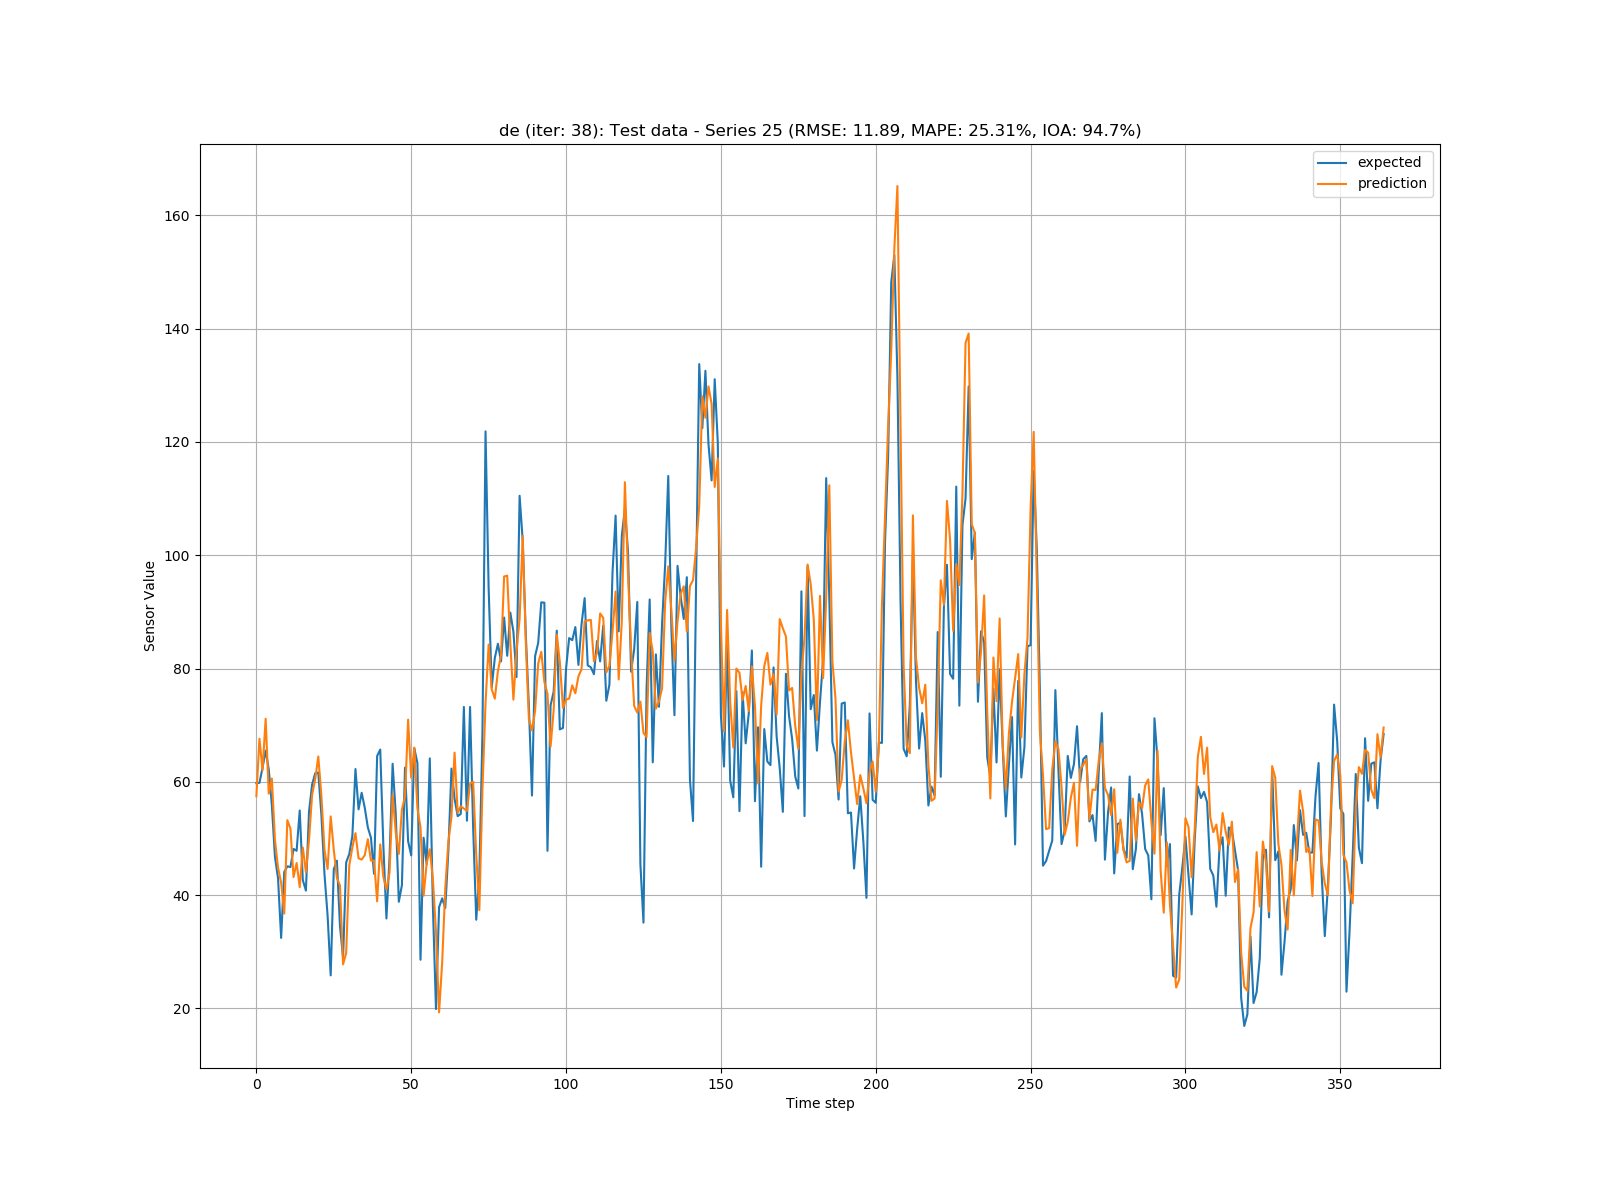 de (iter: 38): Test data - Series 25 (RMSE: 11.89, MAPE: 25.31%, IOA: 94.7%)
expected
prediction
Sensor Value
160
140
120
100
80
60
40
20
0 50 100 150 200 250 300 350
Time step